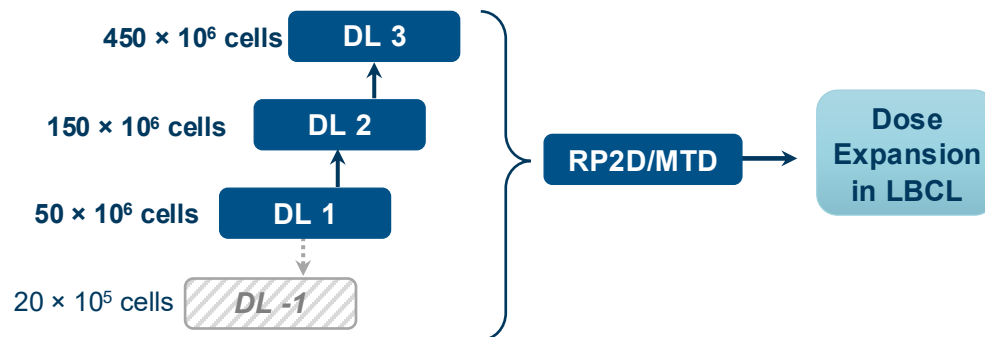 450 × 10⁶ cells DL 3
150 × 10⁶ cells DL 2
50 × 10⁶ cells DL 1
20 × 10⁵ cells DL -1
RP2D/MTD
Dose
Expansion
in LBCL